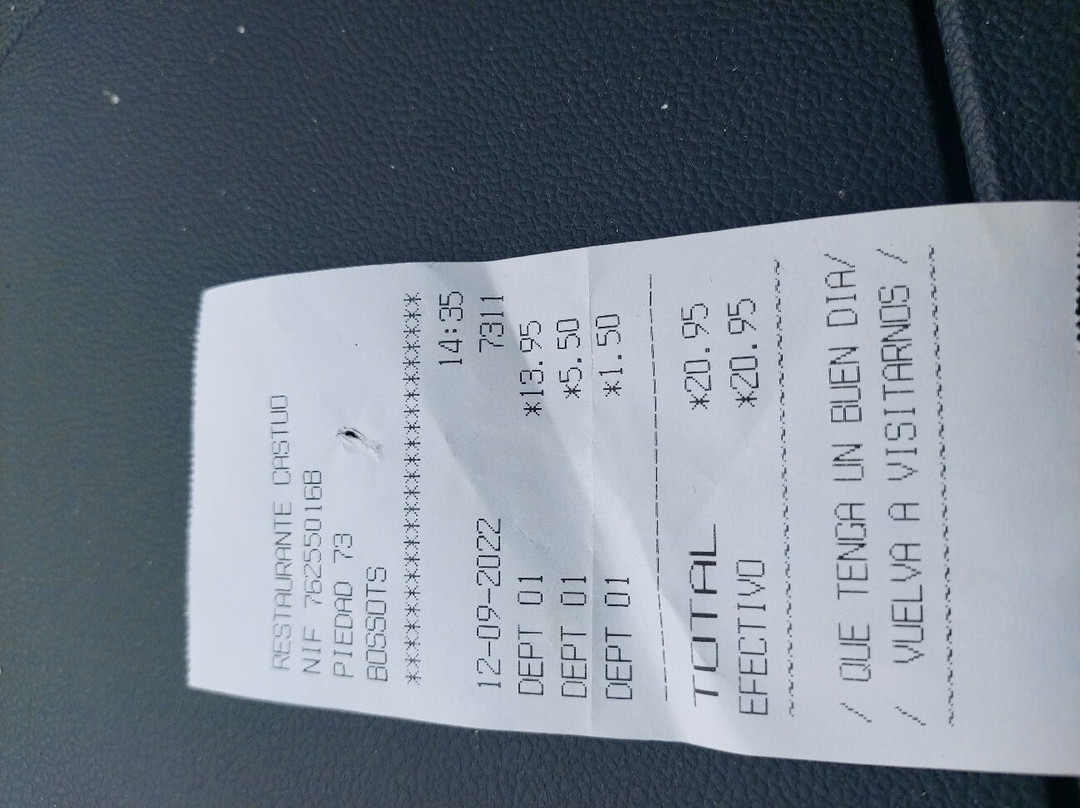 RESTAURANTE CASTUO
NIF 76255016B
PIEDAD 73
BOSSOTS
******************************
14:35
12-09-2022 7311
DEPT 01 *13.95
DEPT 01 *5.50
DEPT 01 *1.50
------------------------------
TOTAL *20.95
EFECTIVO *20.95
~~~~~~~~~~~~~~~~~~~~~~~~~~~~~~
/ QUE TENGA UN BUEN DIA/
/ VUELVA A VISITARNOS /
~~~~~~~~~~~~~~~~~~~~~~~~~~~~~~